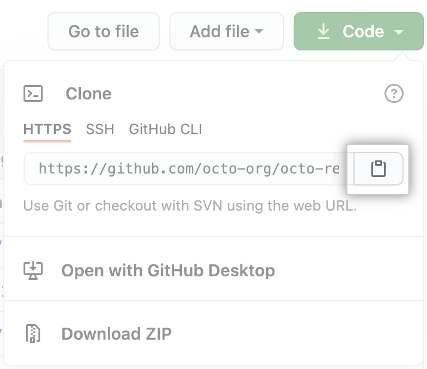 Go to file Add file Code
Clone
HTTPS SSH GitHub CLI
https://github.com/octo-org/octo-re
Use Git or checkout with SVN using the web URL.
Open with GitHub Desktop
Download ZIP